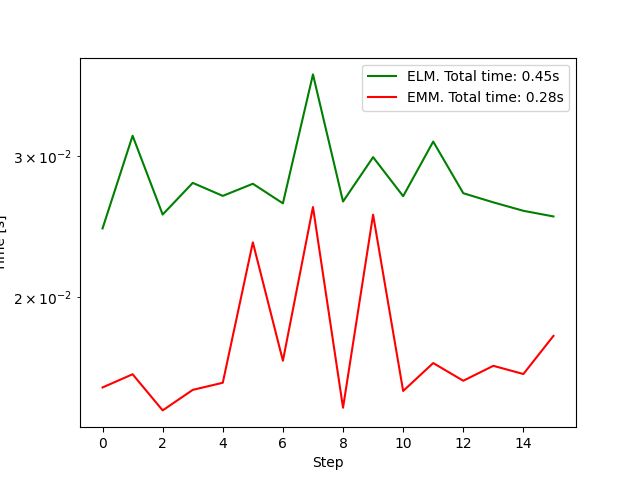 ELM. Total time: 0.45s
EMM. Total time: 0.28s
3 × 10⁻²
2 × 10⁻²
Time [s]
0 2 4 6 8 10 12 14
Step